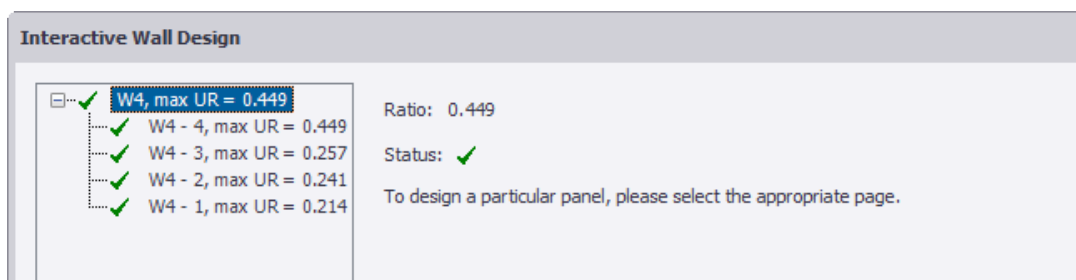 Interactive Wall Design
W4, max UR = 0.449
W4 - 4, max UR = 0.449
W4 - 3, max UR = 0.257
W4 - 2, max UR = 0.241
W4 - 1, max UR = 0.214
Ratio: 0.449
Status:
To design a particular panel, please select the appropriate page.